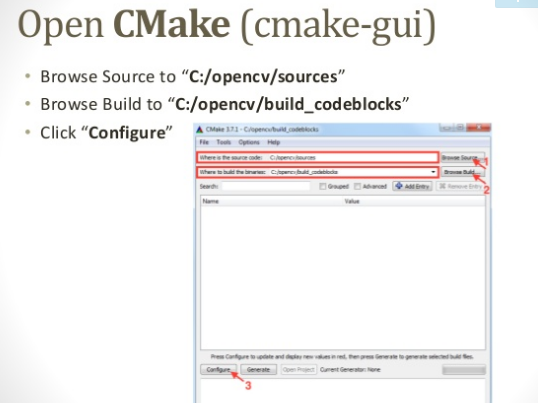 Open CMake (cmake-gui)
• Browse Source to “C:/opencv/sources”
• Browse Build to “C:/opencv/build_codeblocks”
• Click “Configure”
CMake 3.7.1 - C:/opencv/build_codeblocks
File Tools Options Help
Where is the source code: C:/opencv/sources Browse Source... 1
Where to build the binaries: C:/opencv/build_codeblocks Browse Build... 2
Search: Grouped Advanced Add Entry Remove Entry
Name Value
Press Configure to update and display new values in red, then press Generate to generate selected build files.
Configure Generate Open Project Current Generator: None
3